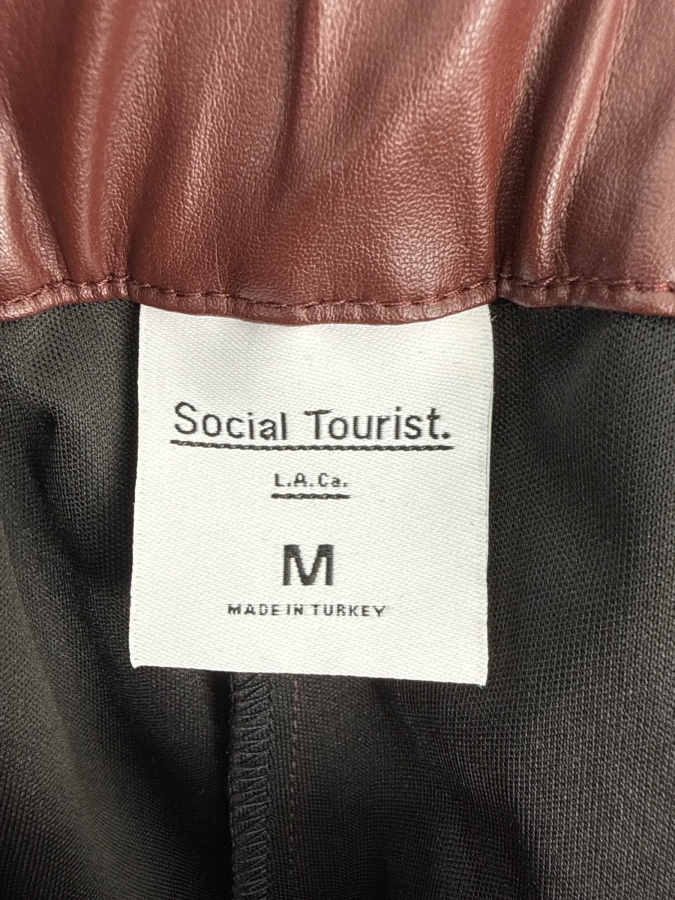 Social Tourist.
L.A.Ca.
M
MADE IN TURKEY